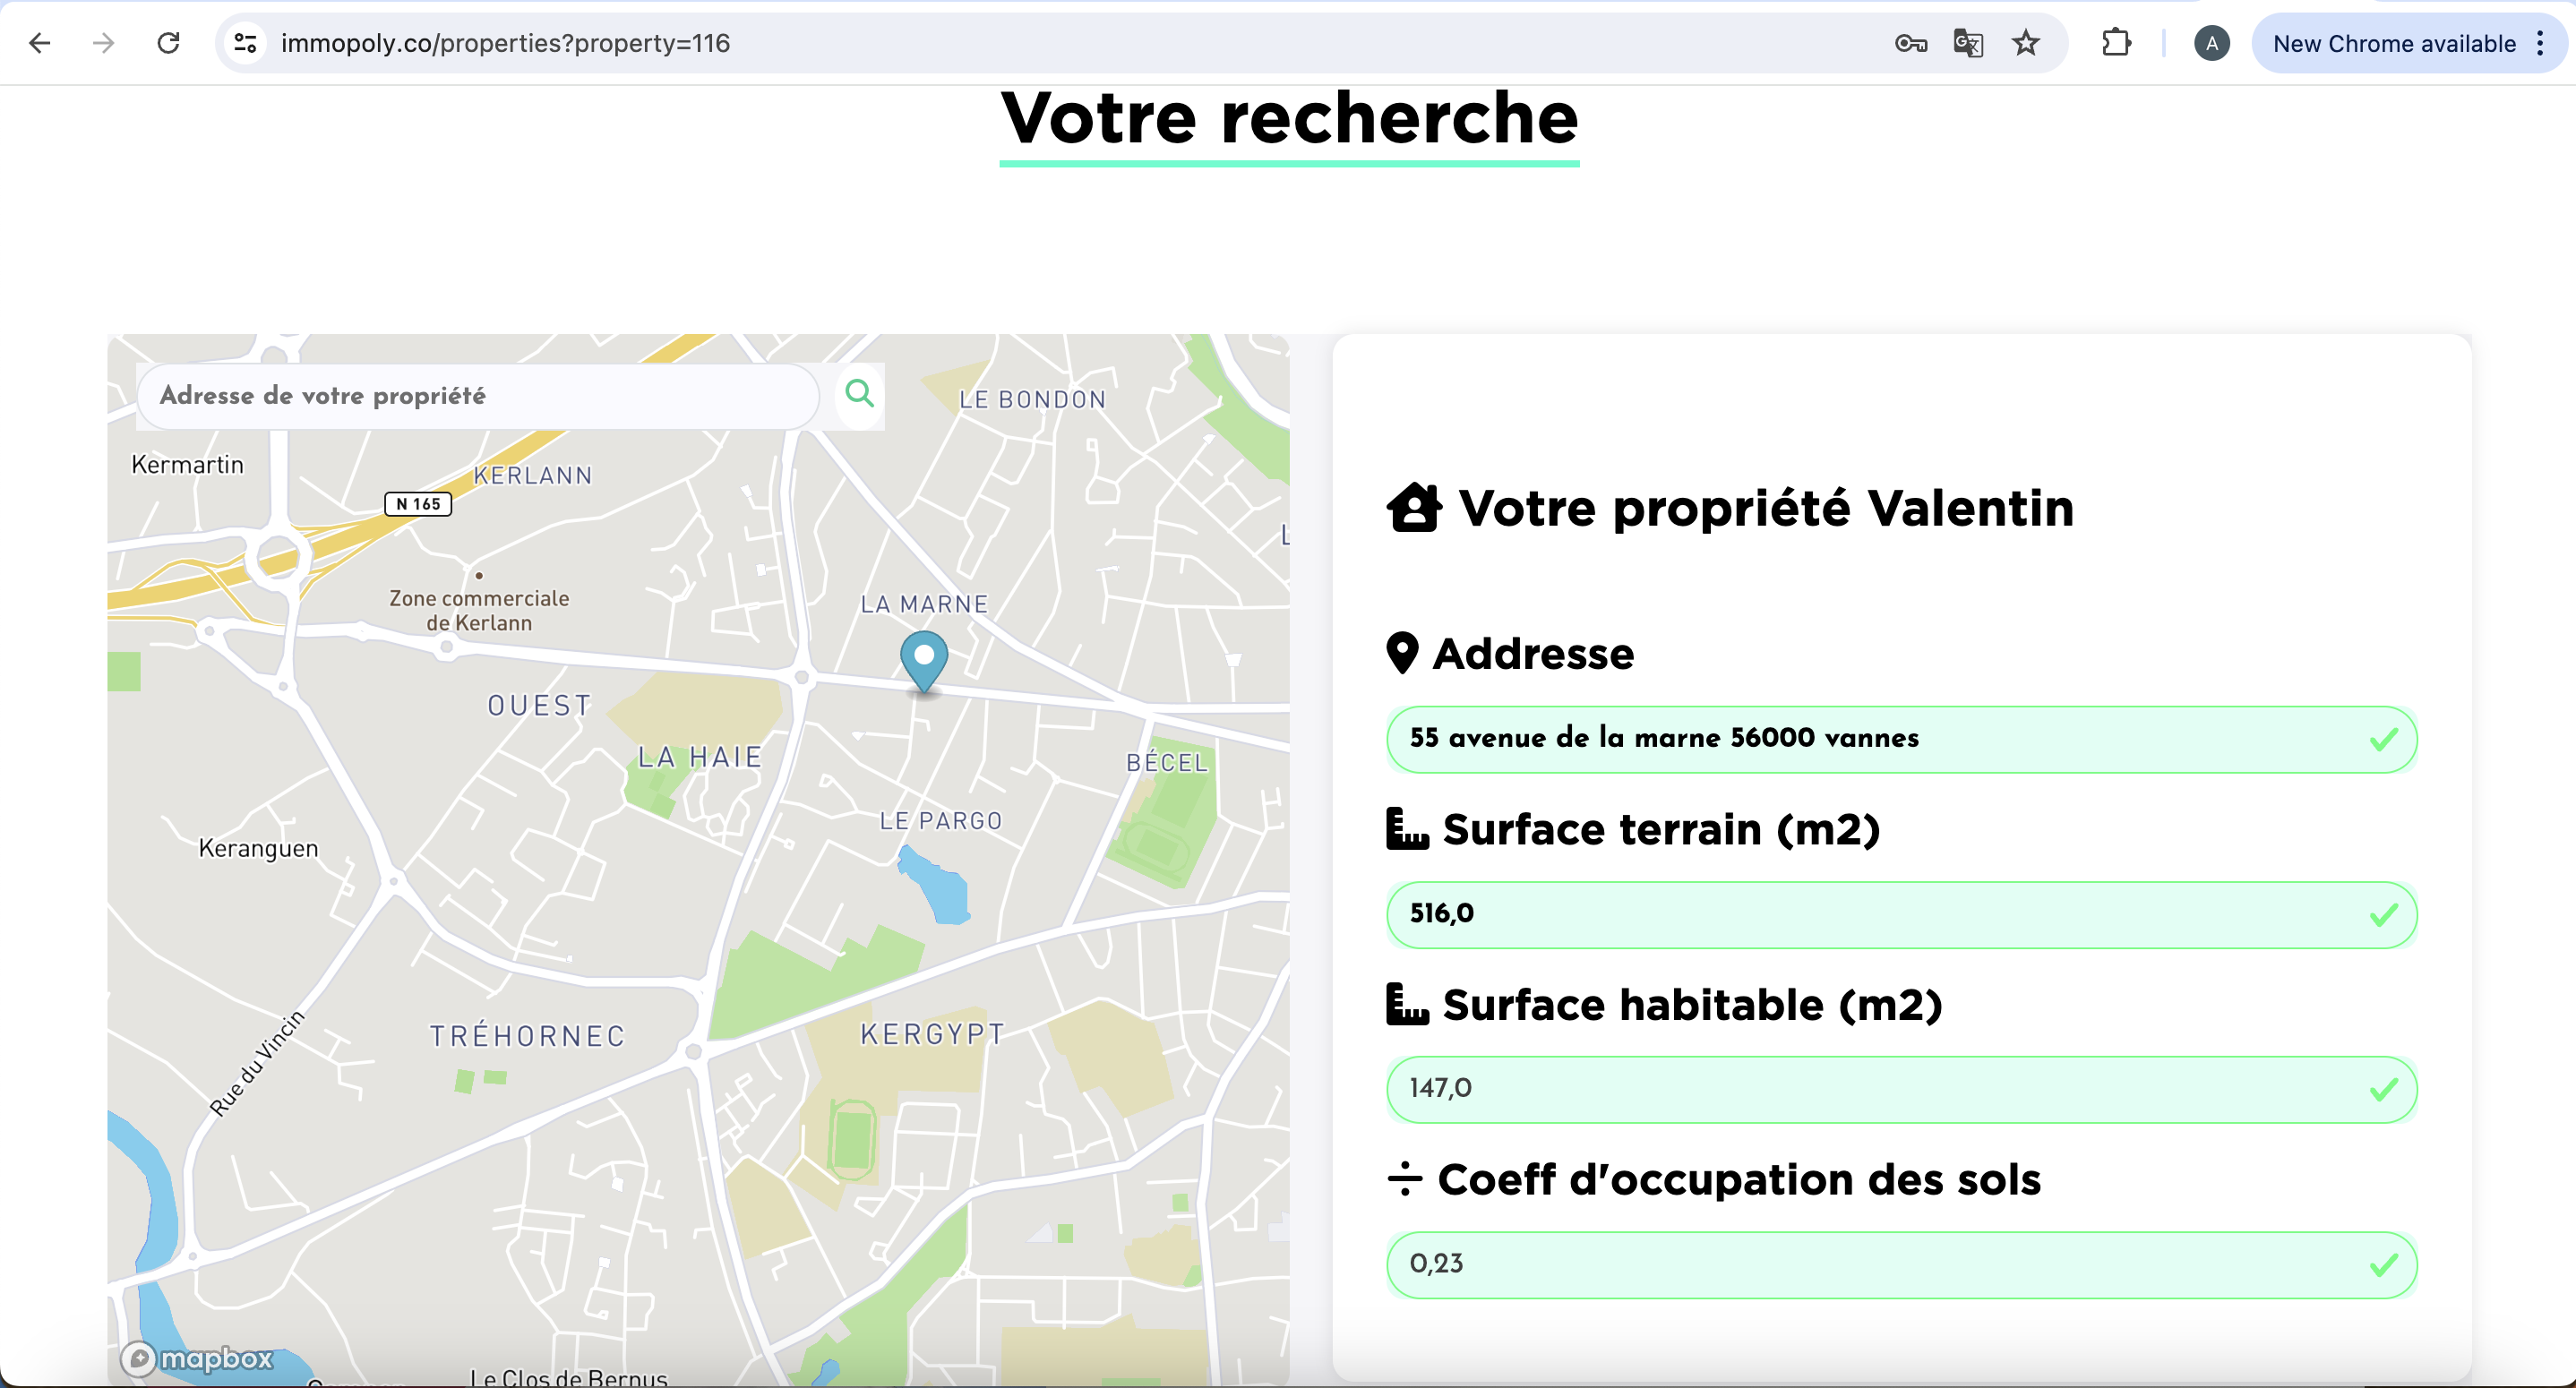 immopoly.co/properties?property=116
A
New Chrome available
Votre recherche
Adresse de votre propriété
LE BONDON
Kermartin
KERLANN
N 165
Zone commerciale
de Kerlann
LA MARNE
OUEST
LA HAIE
BÉCEL
LE PARGO
Keranguen
TRÉHORNEC
KERGYPT
Rue du Vincin
mapbox
Le Clos de Bernus
Votre propriété Valentin
Addresse
55 avenue de la marne 56000 vannes
Surface terrain (m2)
516,0
Surface habitable (m2)
147,0
Coeff d'occupation des sols
0,23